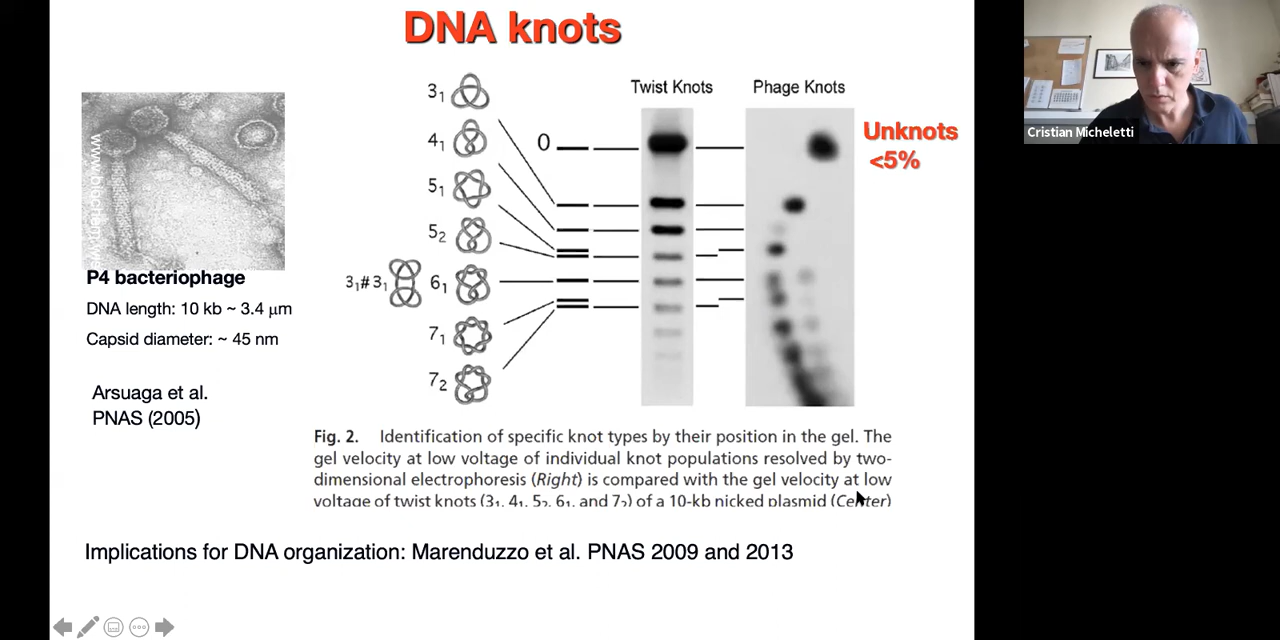 DNA knots
Twist Knots
Phage Knots
3₁
4₁
5₁
5₂
3₁#3₁
6₁
7₁
7₂
0
Unknots
<5%
P4 bacteriophage
DNA length: 10 kb ~ 3.4 μm
Capsid diameter: ~ 45 nm
Arsuaga et al.
PNAS (2005)
Fig. 2. Identification of specific knot types by their position in the gel. The
gel velocity at low voltage of individual knot populations resolved by two-
dimensional electrophoresis (Right) is compared with the gel velocity at low
voltage of twist knots (3₁, 4₁, 5₂, 6₁, and 7₂) of a 10-kb nicked plasmid (Center)
Implications for DNA organization: Marenduzzo et al. PNAS 2009 and 2013
Cristian Micheletti